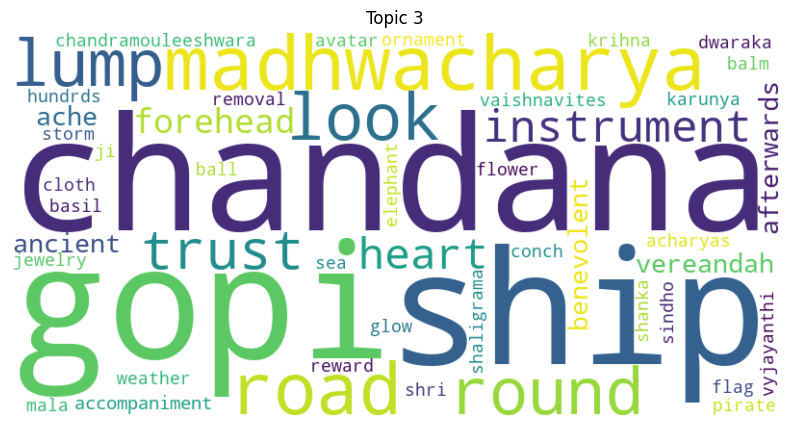 Topic 3
chandramouleeshwara avatar ornament krihna dwaraka
lump madhwacharya balm
hundrds removal look vaishnavites karunya
ache forehead instrument afterwards
storm ji ball elephant flower
chandana
cloth basil
ancient trust heart conch benevolent acharyas
jewelry sea vereandah
gopi ship
glow shaligrama shanka sindho vyjayanthi
weather reward
road round
mala accompaniment shri flag pirate